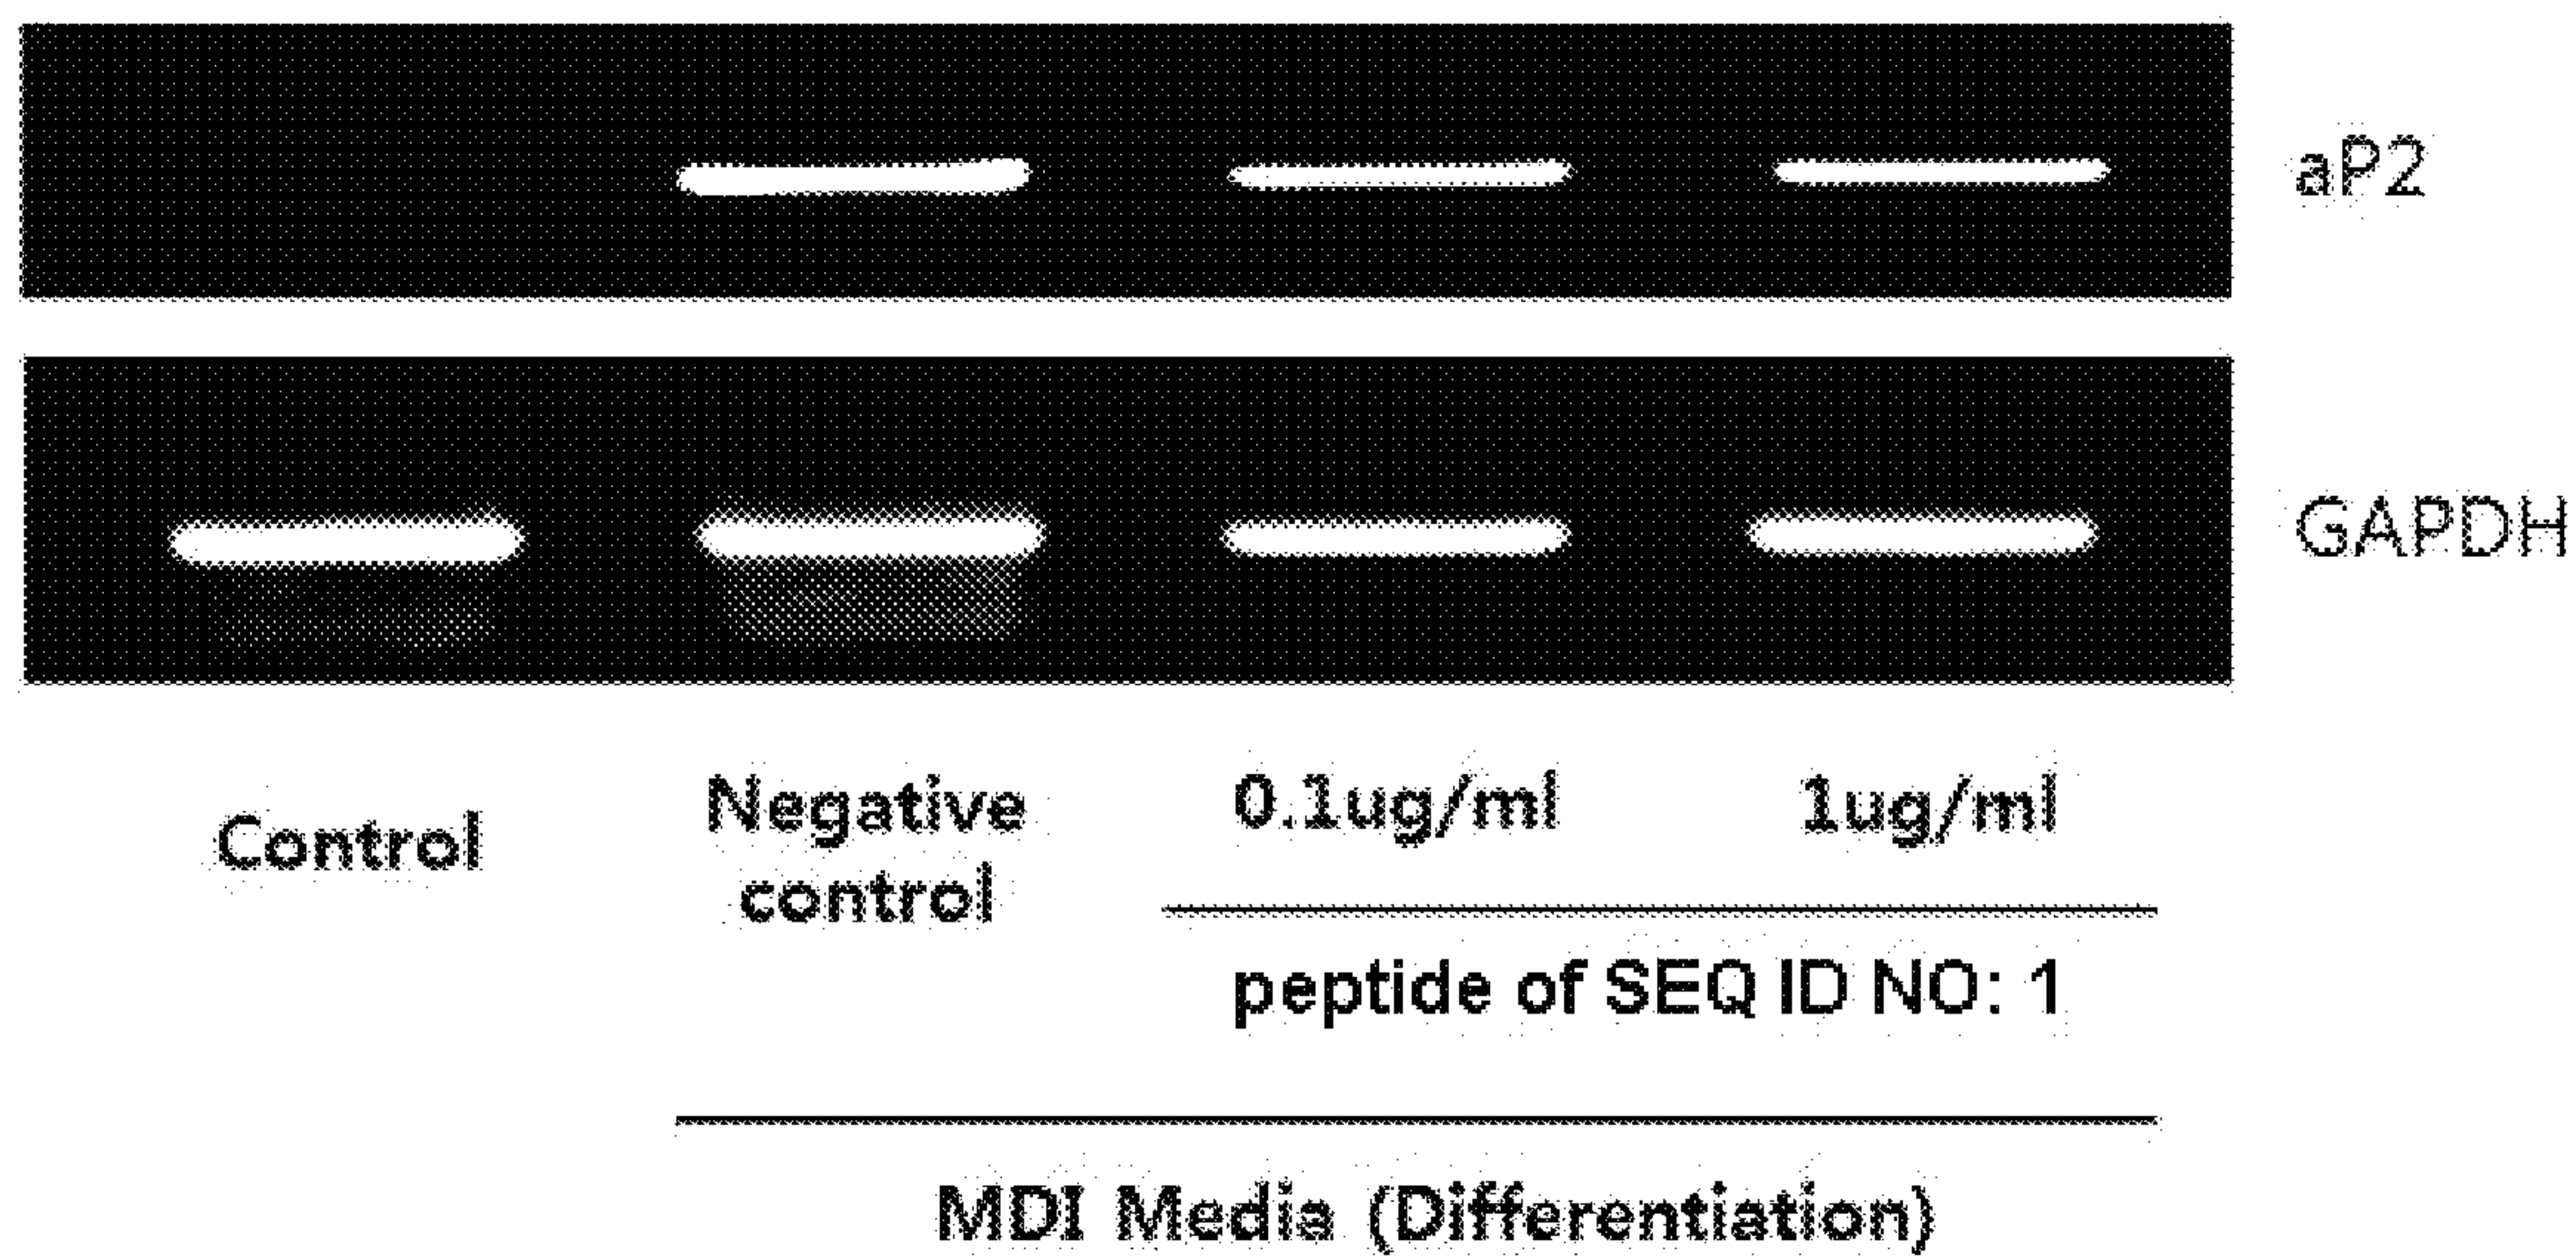 aP2
GAPDH
Control
Negative
control
0.1ug/ml
1ug/ml
peptide of SEQ ID NO: 1
MDI Media (Differentiation)